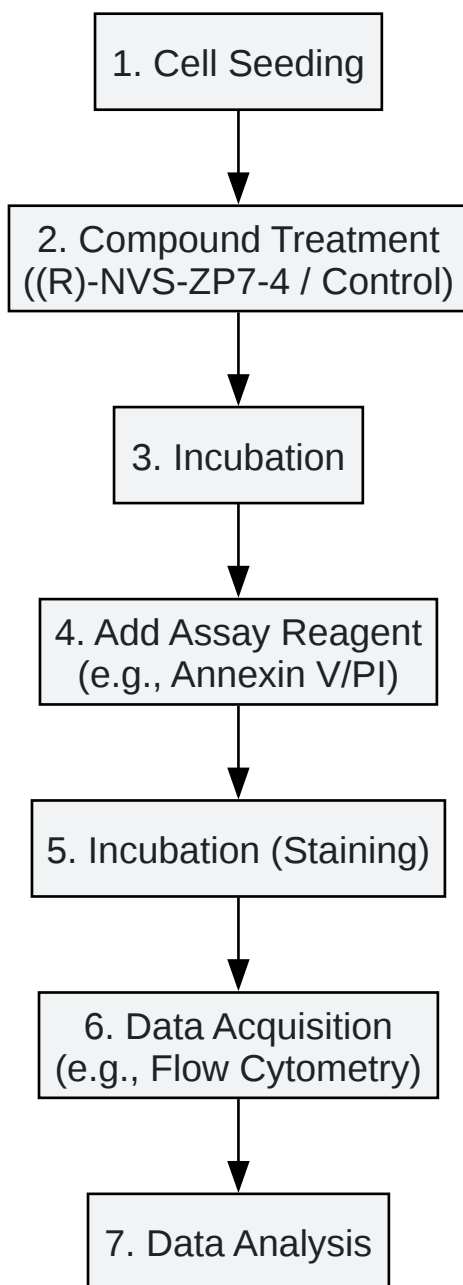 1. Cell Seeding
2. Compound Treatment
((R)-NVS-ZP7-4 / Control)
3. Incubation
4. Add Assay Reagent
(e.g., Annexin V/PI)
5. Incubation (Staining)
6. Data Acquisition
(e.g., Flow Cytometry)
7. Data Analysis